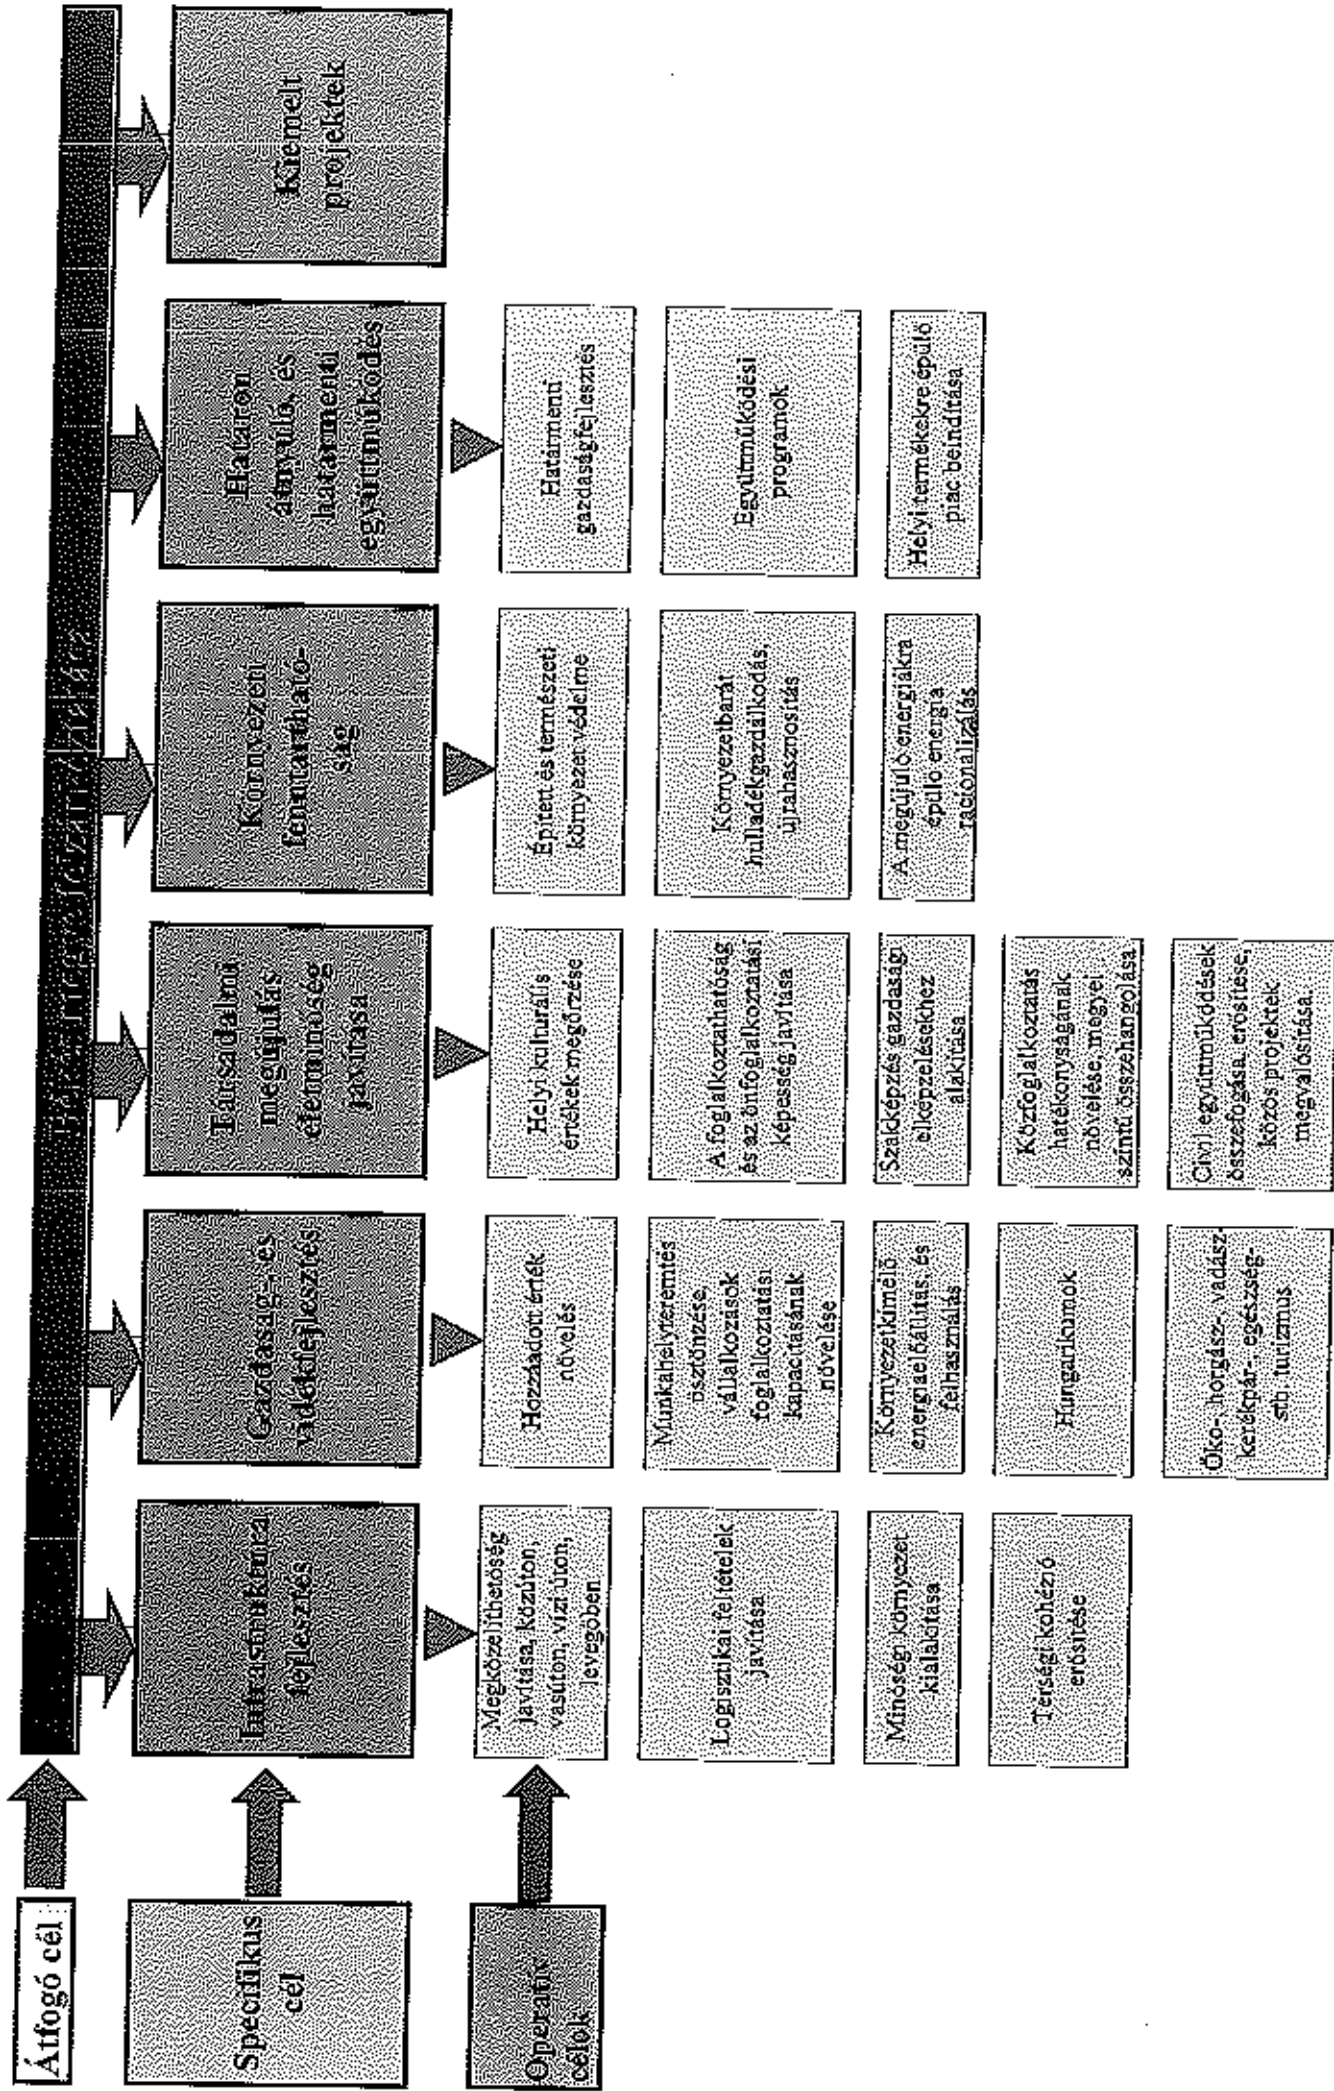 Átfogó cél :
Specifikus
cél
Infrastruktúra
fejlesztés
Gazdaság-, és
vidékfejlesztés
Társadalmi
megújulás
életminőség
javítása
Környezeti
fenntartható-
ság
Határon
átnyúló, és
határmenti
együttműködés
Kiemelt
projektek
Operatív
célok
Megközelíthetőség
javítása, közúton,
vasúton, vízi úton,
levegőben
Hozzáadott érték
növelés
Helyi kulturális
értékek megőrzése
Épített és természeti
környezet védelme
Határmenti
gazdaságfejlesztés
Logisztikai feltételek
javítása
Munkahelyteremtés
ösztönzése,
vállalkozások
foglalkoztatási
kapacitásának
növelése
A foglalkoztathatóság
és az önfoglalkoztatási
képesség javítása
Környezetbarát
hulladékgazdálkodás,
újrahasznosítás
Együttműködési
programok
Minőségi környezet
kialalóítása
Környezetkímélő
energiaelőállítás, és
felhasználás
Szakképzés gazdasági
elképzelésekhez
alakítása
A megújuló energiákra
épülő energia
racionalizálás
Helyi termékekre épülő
piac beindítása
Térségi kohézió
erősítése
Hungarikumok
Közfoglalkoztatás
hatékonyságának
növelése, megyei
szintű összehangolása
Öko-, horgász-, vadász-
kerékpár- egészség-
stb turizmus
Civil együttműködések
összefogása, erősítése,
közös projektek
megvalósítása..